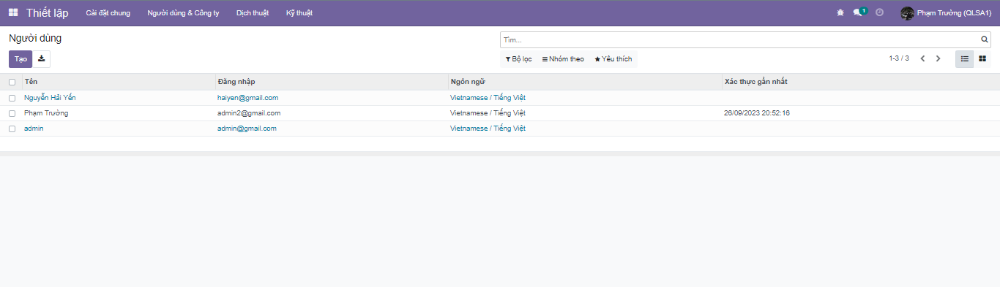 Thiết lập Cài đặt chung Người dùng & Công ty Dịch thuật Kỹ thuật 1 Phạm Trường (QLSA1)
Người dùng
Tìm...
Tạo Bộ lọc Nhóm theo Yêu thích 1-3 / 3
Tên Đăng nhập Ngôn ngữ Xác thực gần nhất
Nguyễn Hải Yến haiyen@gmail.com Vietnamese / Tiếng Việt
Phạm Trường admin2@gmail.com Vietnamese / Tiếng Việt 26/09/2023 20:52:16
admin admin@gmail.com Vietnamese / Tiếng Việt